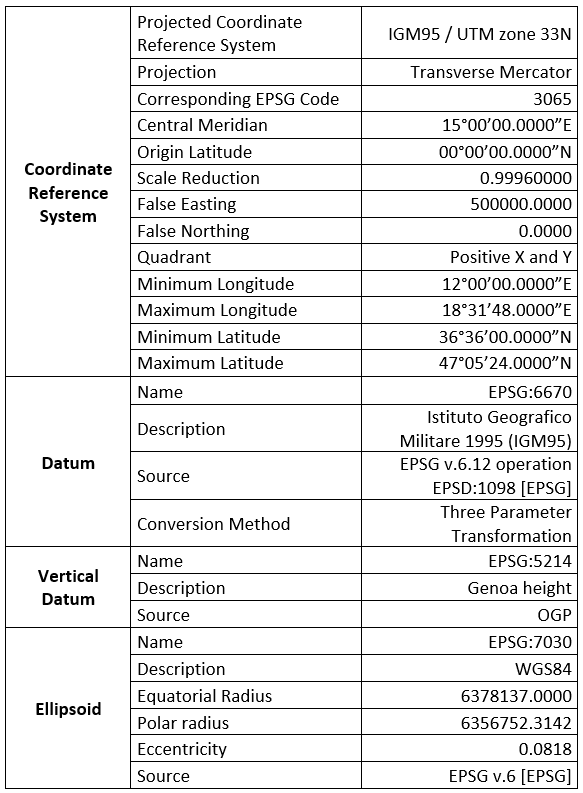 Coordinate
Reference
System
Projected Coordinate
Reference System
IGM95 / UTM zone 33N
Projection
Transverse Mercator
Corresponding EPSG Code
3065
Central Meridian
15°00’00.0000”E
Origin Latitude
00°00’00.0000”N
Scale Reduction
0.99960000
False Easting
500000.0000
False Northing
0.0000
Quadrant
Positive X and Y
Minimum Longitude
12°00’00.0000”E
Maximum Longitude
18°31’48.0000”E
Minimum Latitude
36°36’00.0000”N
Maximum Latitude
47°05’24.0000”N
Datum
Name
EPSG:6670
Description
Istituto Geografico
Militare 1995 (IGM95)
Source
EPSG v.6.12 operation
EPSD:1098 [EPSG]
Conversion Method
Three Parameter
Transformation
Vertical
Datum
Name
EPSG:5214
Description
Genoa height
Source
OGP
Ellipsoid
Name
EPSG:7030
Description
WGS84
Equatorial Radius
6378137.0000
Polar radius
6356752.3142
Eccentricity
0.0818
Source
EPSG v.6 [EPSG]